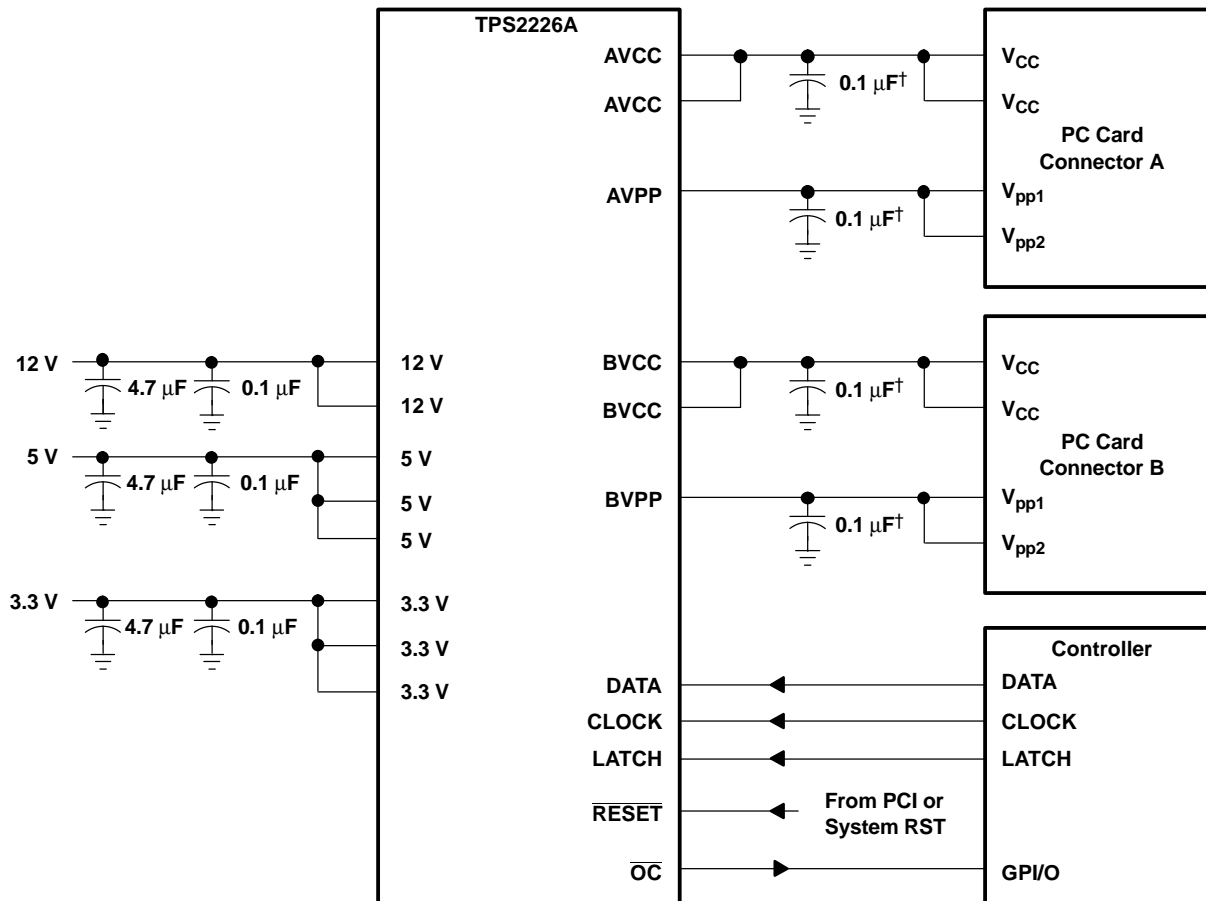 TPS2226A
AVCC
AVCC
AVPP
BVCC
BVCC
BVPP
DATA
CLOCK
LATCH
RESET
OC
12 V
4.7 μF
0.1 μF
12 V
12 V
5 V
4.7 μF
0.1 μF
5 V
5 V
5 V
3.3 V
4.7 μF
0.1 μF
3.3 V
3.3 V
3.3 V
0.1 μF†
0.1 μF†
0.1 μF†
0.1 μF†
VCC
VCC
PC Card
Connector A
Vpp1
Vpp2
VCC
VCC
PC Card
Connector B
Vpp1
Vpp2
Controller
DATA
CLOCK
LATCH
From PCI or
System RST
GPI/O